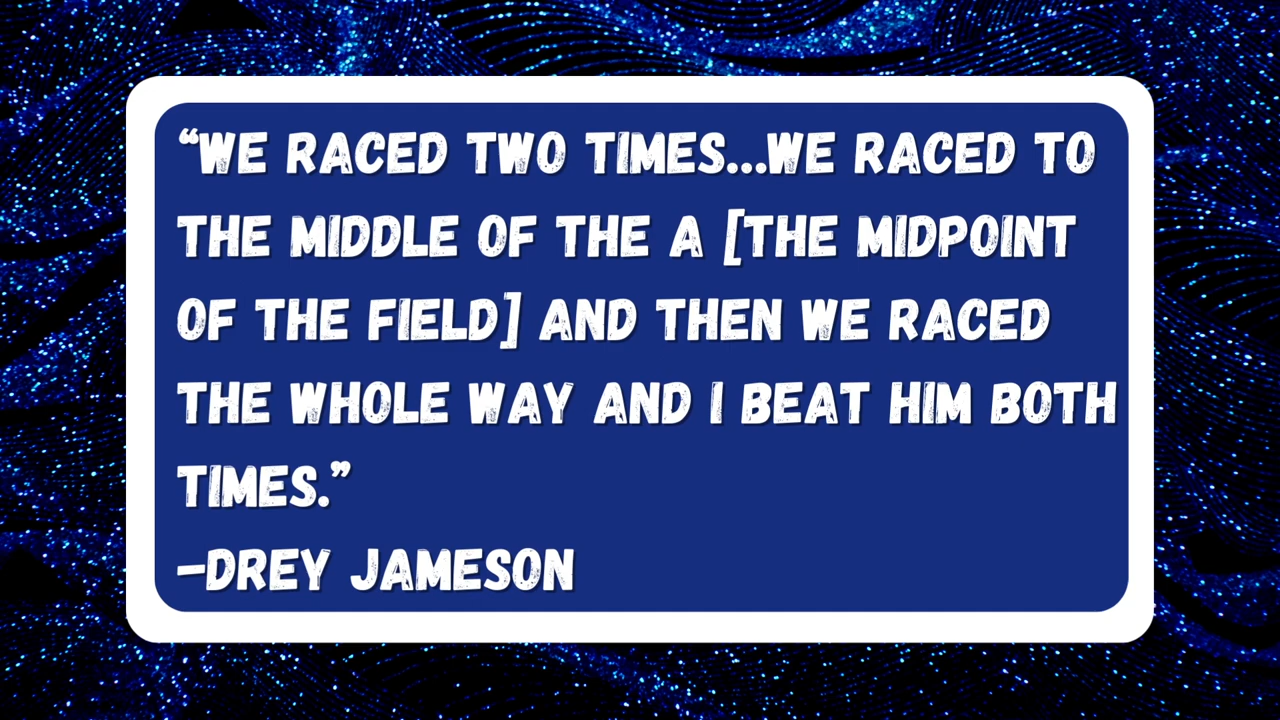 “WE RACED TWO TIMES...WE RACED TO
THE MIDDLE OF THE A [THE MIDPOINT
OF THE FIELD] AND THEN WE RACED
THE WHOLE WAY AND I BEAT HIM BOTH
TIMES.”
–DREY JAMESON